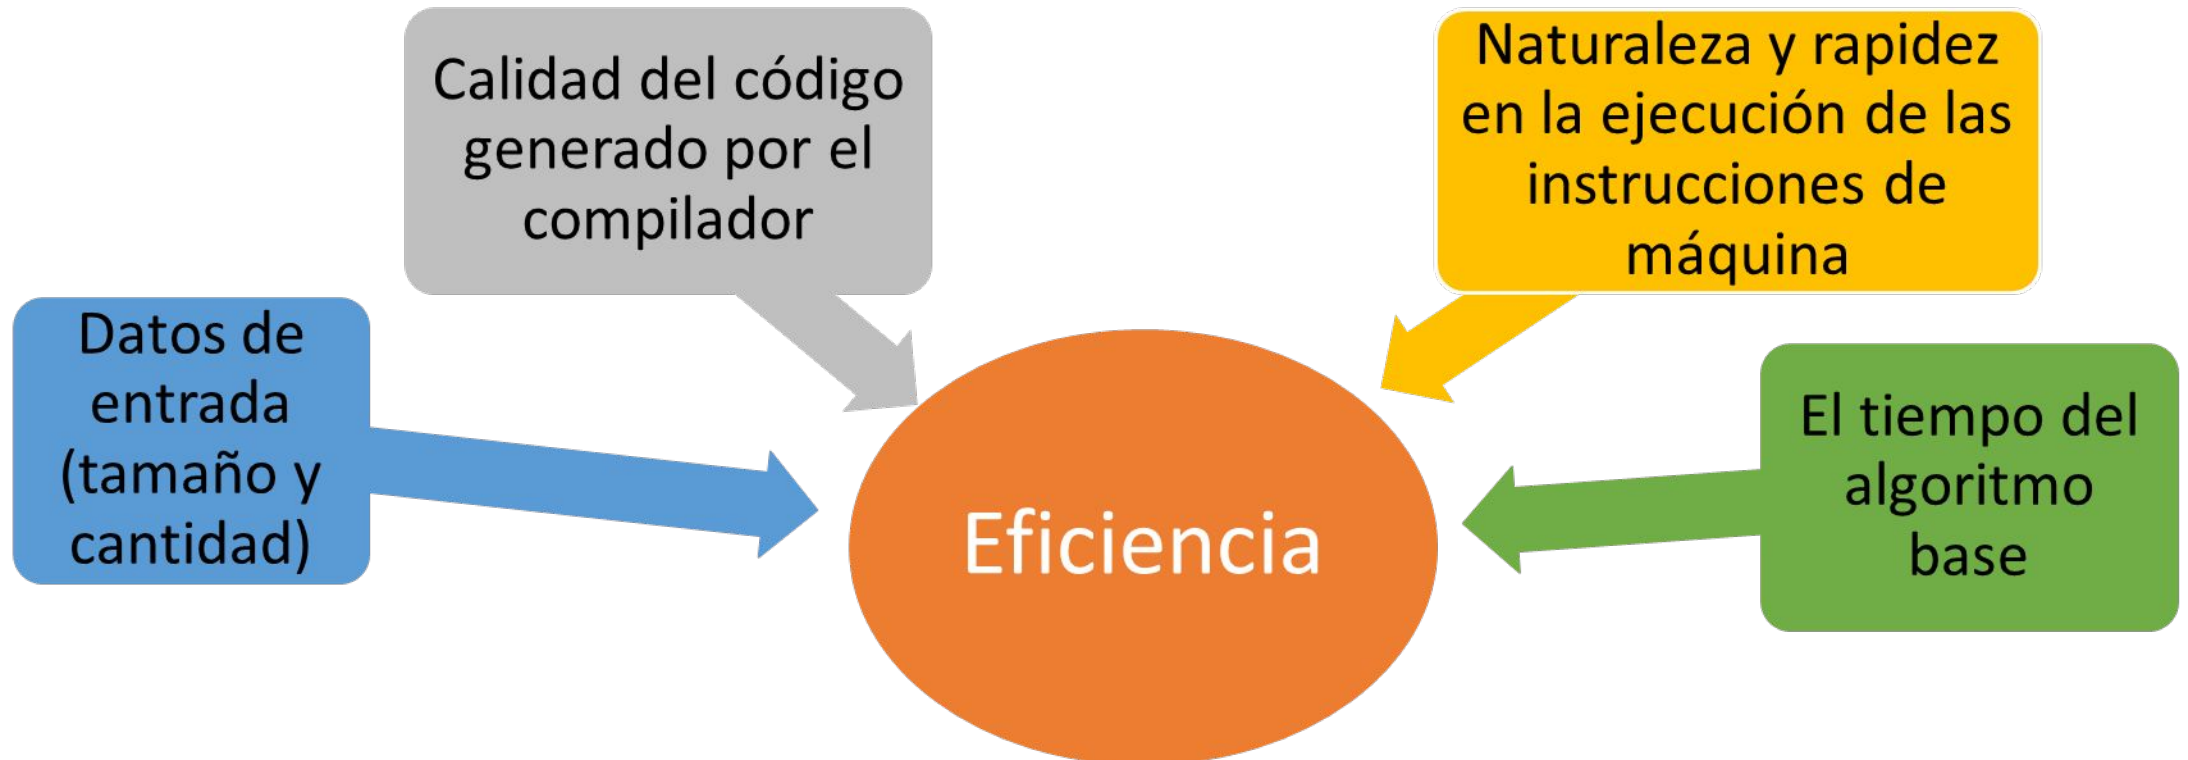 Calidad del código
generado por el
compilador
Naturaleza y rapidez
en la ejecución de las
instrucciones de
máquina
Datos de
entrada
(tamaño y
cantidad)
El tiempo del
algoritmo
base
Eficiencia